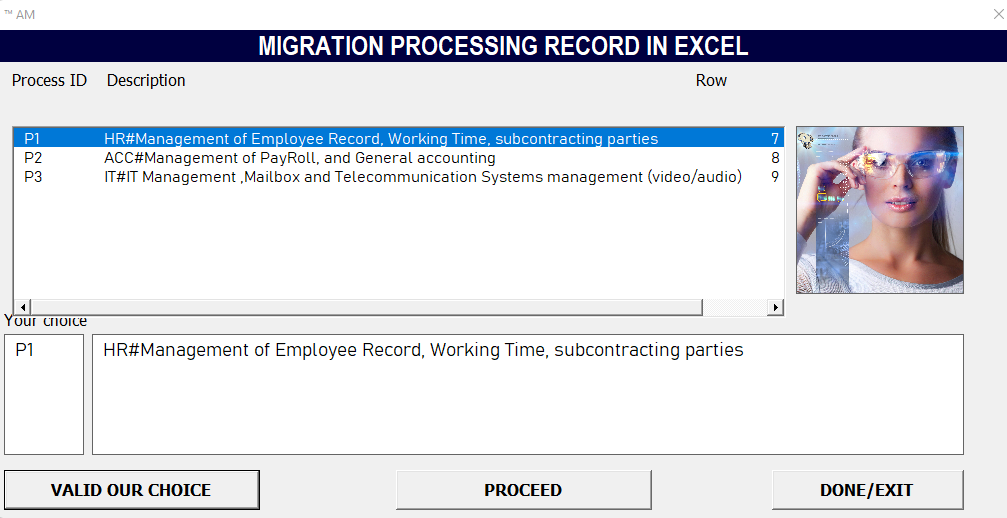 ™ AM
MIGRATION PROCESSING RECORD IN EXCEL
Process ID Description Row
P1 HR#Management of Employee Record, Working Time, subcontracting parties 7
P2 ACC#Management of PayRoll, and General accounting 8
P3 IT#IT Management ,Mailbox and Telecommunication Systems management (video/audio) 9
Your choice
P1 HR#Management of Employee Record, Working Time, subcontracting parties
VALID OUR CHOICE PROCEED DONE/EXIT